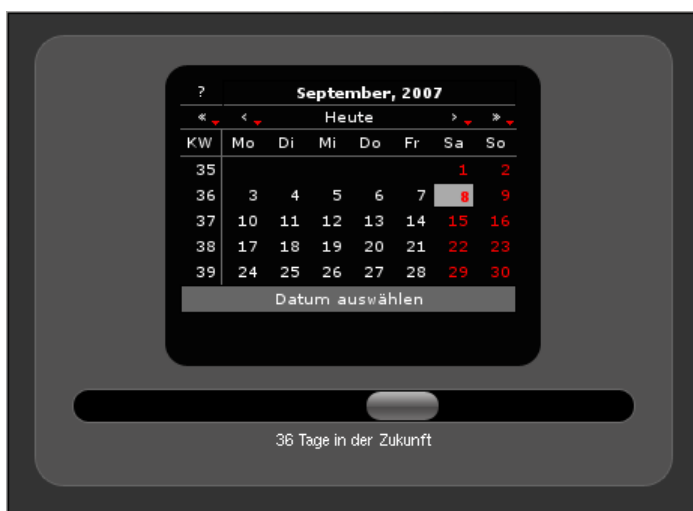 ? September, 2007
« ‹ Heute › »
KW Mo Di Mi Do Fr Sa So
35 1 2
36 3 4 5 6 7 8 9
37 10 11 12 13 14 15 16
38 17 18 19 20 21 22 23
39 24 25 26 27 28 29 30
Datum auswählen
36 Tage in der Zukunft